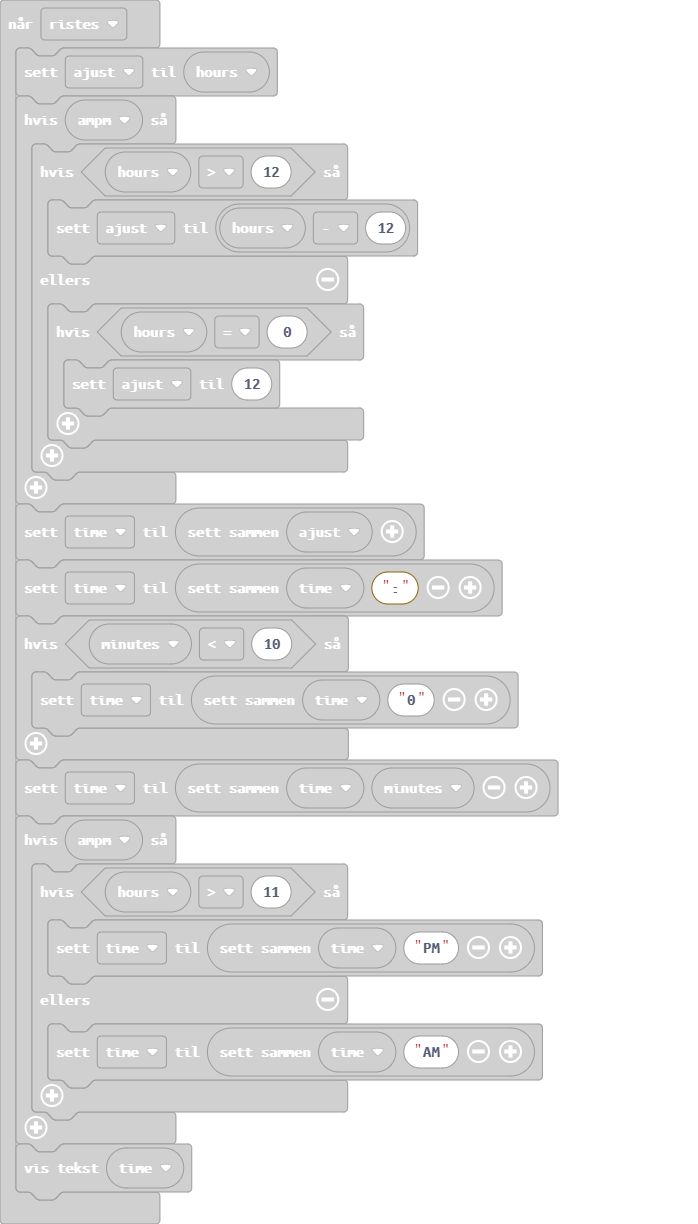 når ristes
sett ajust til hours
hvis ampm så
hvis hours > 12 så
sett ajust til hours - 12
ellers
hvis hours = 0 så
sett ajust til 12
sett time til sett sammen ajust
sett time til sett sammen time ":"
hvis minutes < 10 så
sett time til sett sammen time "0"
sett time til sett sammen time minutes
hvis ampm så
hvis hours > 11 så
sett time til sett sammen time "PM"
ellers
sett time til sett sammen time "AM"
vis tekst time